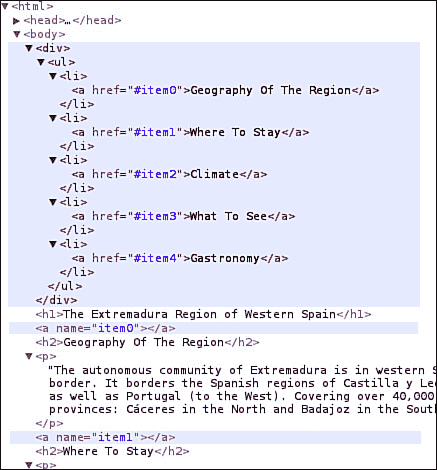 ▼<html>
▶<head>…</head>
▼<body>
▼<div>
▼<ul>
▼<li>
<a href="#item0">Geography Of The Region</a>
</li>
▼<li>
<a href="#item1">Where To Stay</a>
</li>
▼<li>
<a href="#item2">Climate</a>
</li>
▼<li>
<a href="#item3">What To See</a>
</li>
▼<li>
<a href="#item4">Gastronomy</a>
</li>
</ul>
</div>
<h1>The Extremadura Region of Western Spain</h1>
<a name="item0"></a>
<h2>Geography Of The Region</h2>
▼<p>
"The autonomous community of Extremadura is in western S
border. It borders the Spanish regions of Castilla y Le
as well as Portugal (to the West). Covering over 40,000
provinces: Cáceres in the North and Badajoz in the Sout
</p>
<a name="item1"></a>
<h2>Where To Stay</h2>
▼<p>